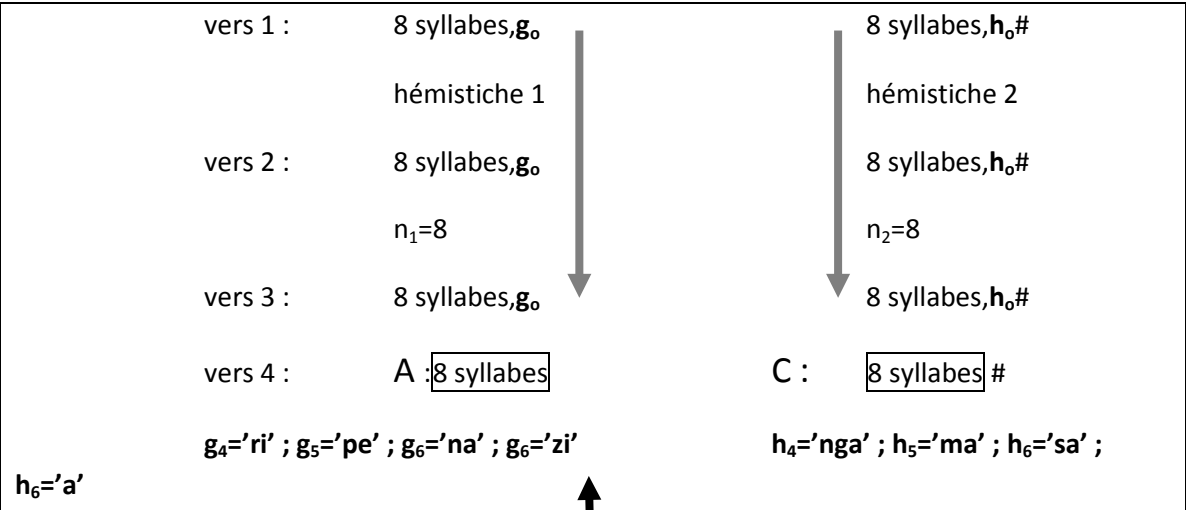 vers 1 : 8 syllabes,gₒ 8 syllabes,hₒ#
hémistiche 1 hémistiche 2
vers 2 : 8 syllabes,gₒ 8 syllabes,hₒ#
n₁=8 n₂=8
vers 3 : 8 syllabes,gₒ 8 syllabes,hₒ#
vers 4 : A :8 syllabes C : 8 syllabes #
g₄=’ri’ ; g₅=’pe’ ; g₆=’na’ ; g₆=’zi’ h₄=’nga’ ; h₅=’ma’ ; h₆=’sa’ ;
h₆=’a’